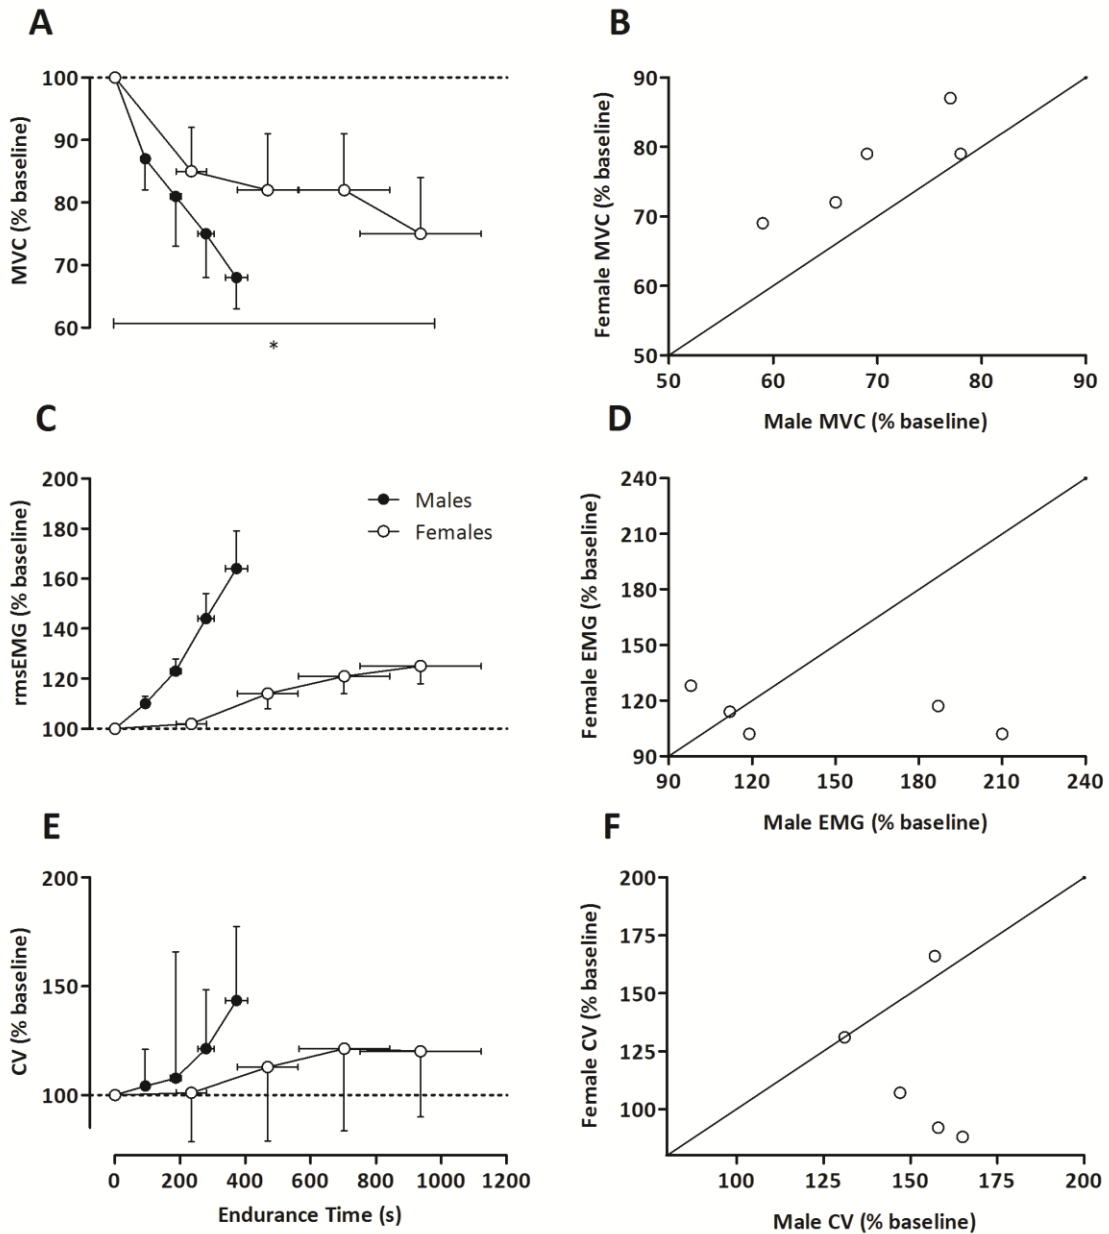 A
MVC (% baseline)
100
90
80
70
60
*
B
Female MVC (% baseline)
90
80
70
60
50
50 60 70 80 90
Male MVC (% baseline)
C
rmsEMG (% baseline)
200
180
160
140
120
100
Males
Females
D
Female EMG (% baseline)
240
210
180
150
120
90
90 120 150 180 210 240
Male EMG (% baseline)
E
CV (% baseline)
200
150
100
0 200 400 600 800 1000 1200
Endurance Time (s)
F
Female CV (% baseline)
200
175
150
125
100
100 125 150 175 200
Male CV (% baseline)